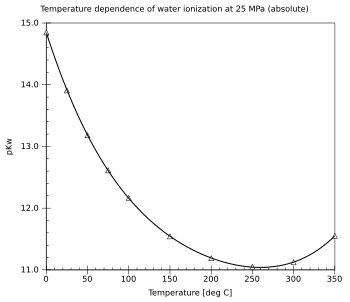 Temperature dependence of water ionization at 25 MPa (absolute)
15.0
14.0
13.0
12.0
11.0
pKw
0 50 100 150 200 250 300 350
Temperature [deg C]